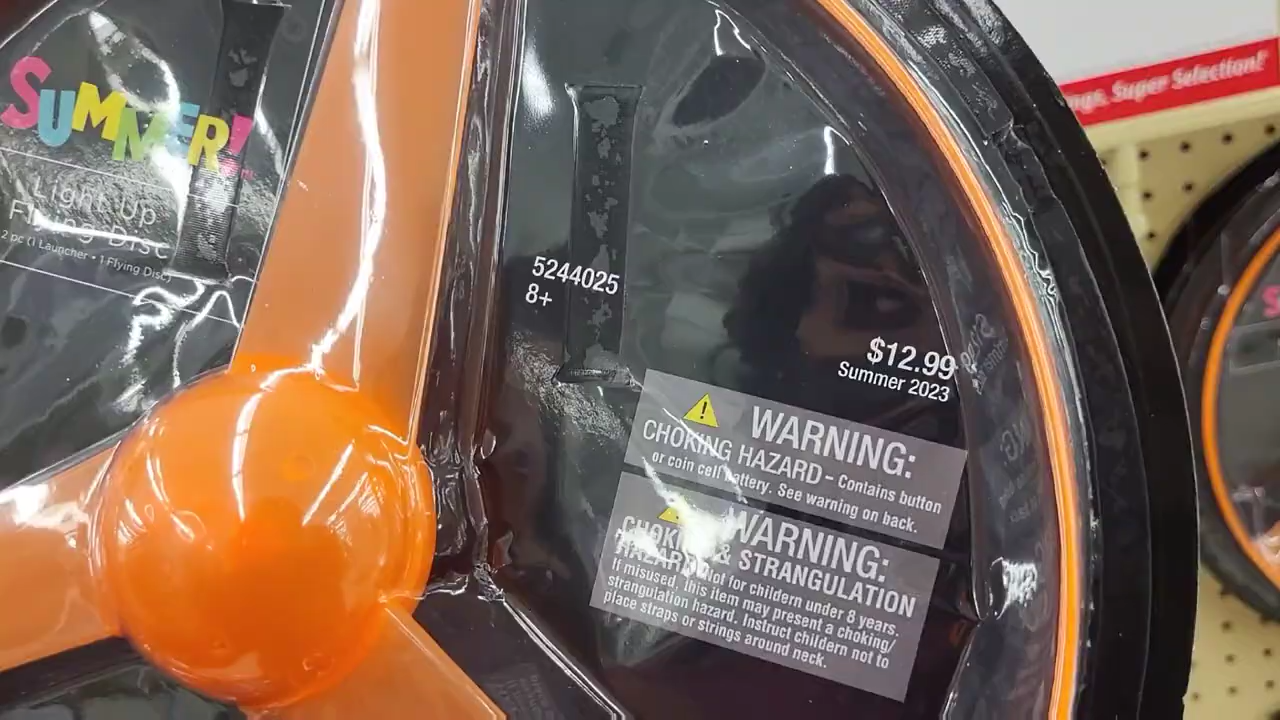 SUMMER!
Light Up
Flying Disc
2 pc (1 Launcher • 1 Flying Disc)
5244025
8+
$12.99
Summer 2023
WARNING:
CHOKING HAZARD - Contains button
or coin cell battery. See warning on back.
WARNING:
CHOKING & STRANGULATION
HAZARD Not for childern under 8 years.
If misused, this item may present a choking/
strangulation hazard. Instruct childern not to
place straps or strings around neck.
Super Selection!